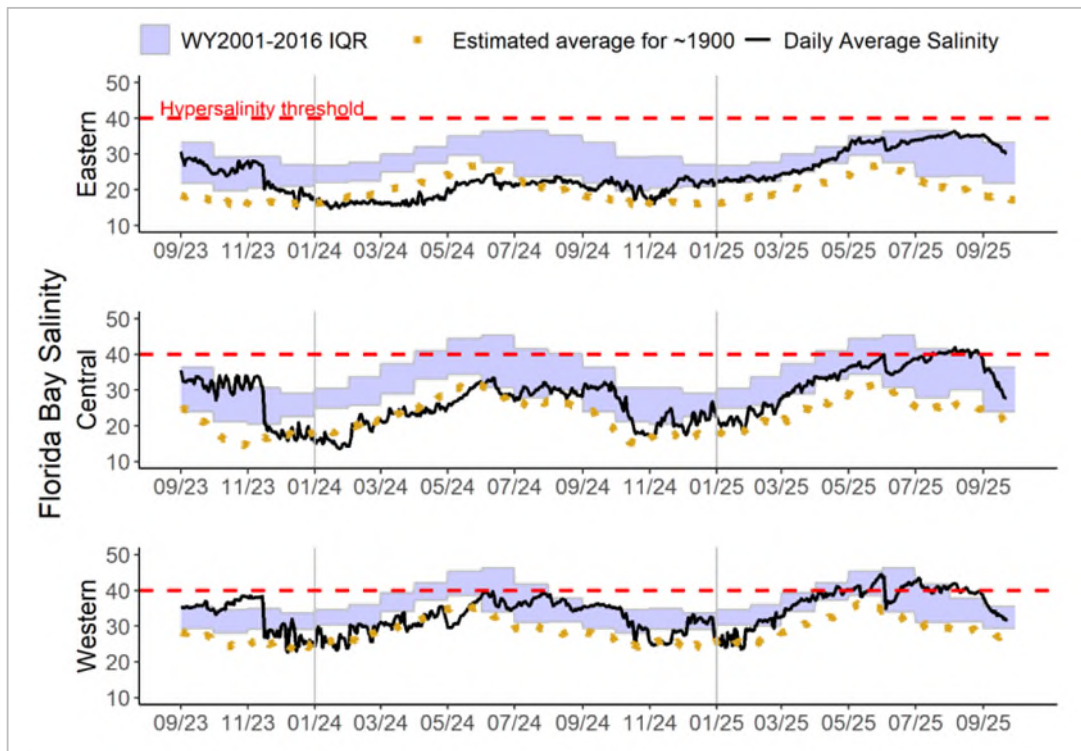 WY2001-2016 IQR Estimated average for ~1900 Daily Average Salinity
Florida Bay Salinity
Eastern
50
40
30
20
10
Hypersalinity threshold
09/23 11/23 01/24 03/24 05/24 07/24 09/24 11/24 01/25 03/25 05/25 07/25 09/25
Central
50
40
30
20
10
09/23 11/23 01/24 03/24 05/24 07/24 09/24 11/24 01/25 03/25 05/25 07/25 09/25
Western
50
40
30
20
10
09/23 11/23 01/24 03/24 05/24 07/24 09/24 11/24 01/25 03/25 05/25 07/25 09/25